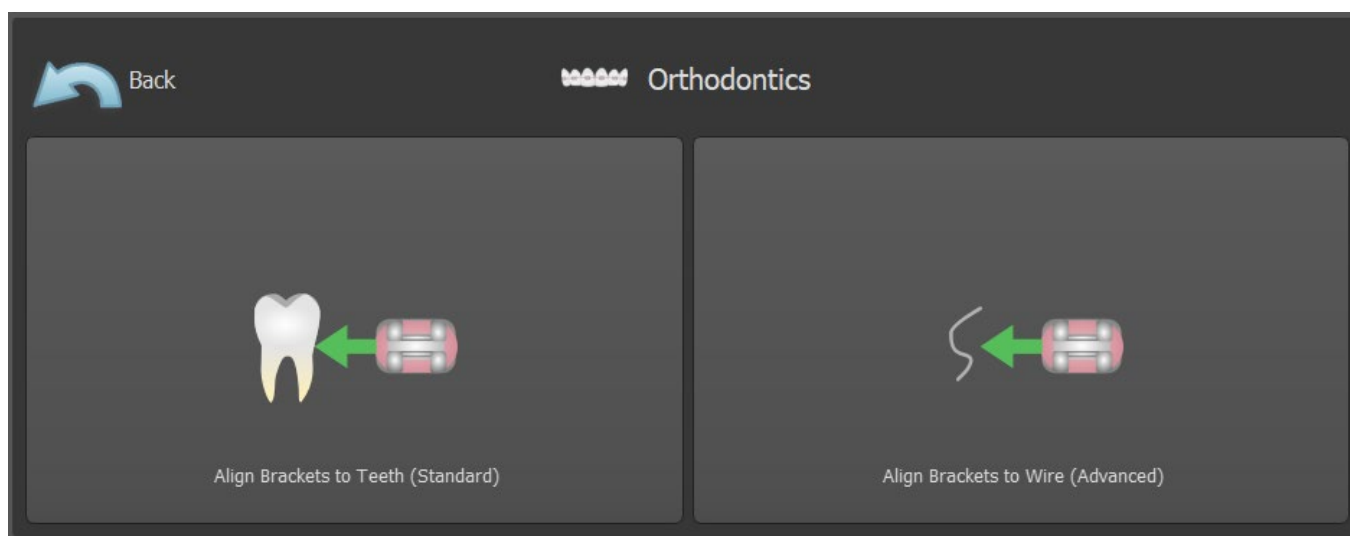 Back
Orthodontics
Align Brackets to Teeth (Standard)
Align Brackets to Wire (Advanced)